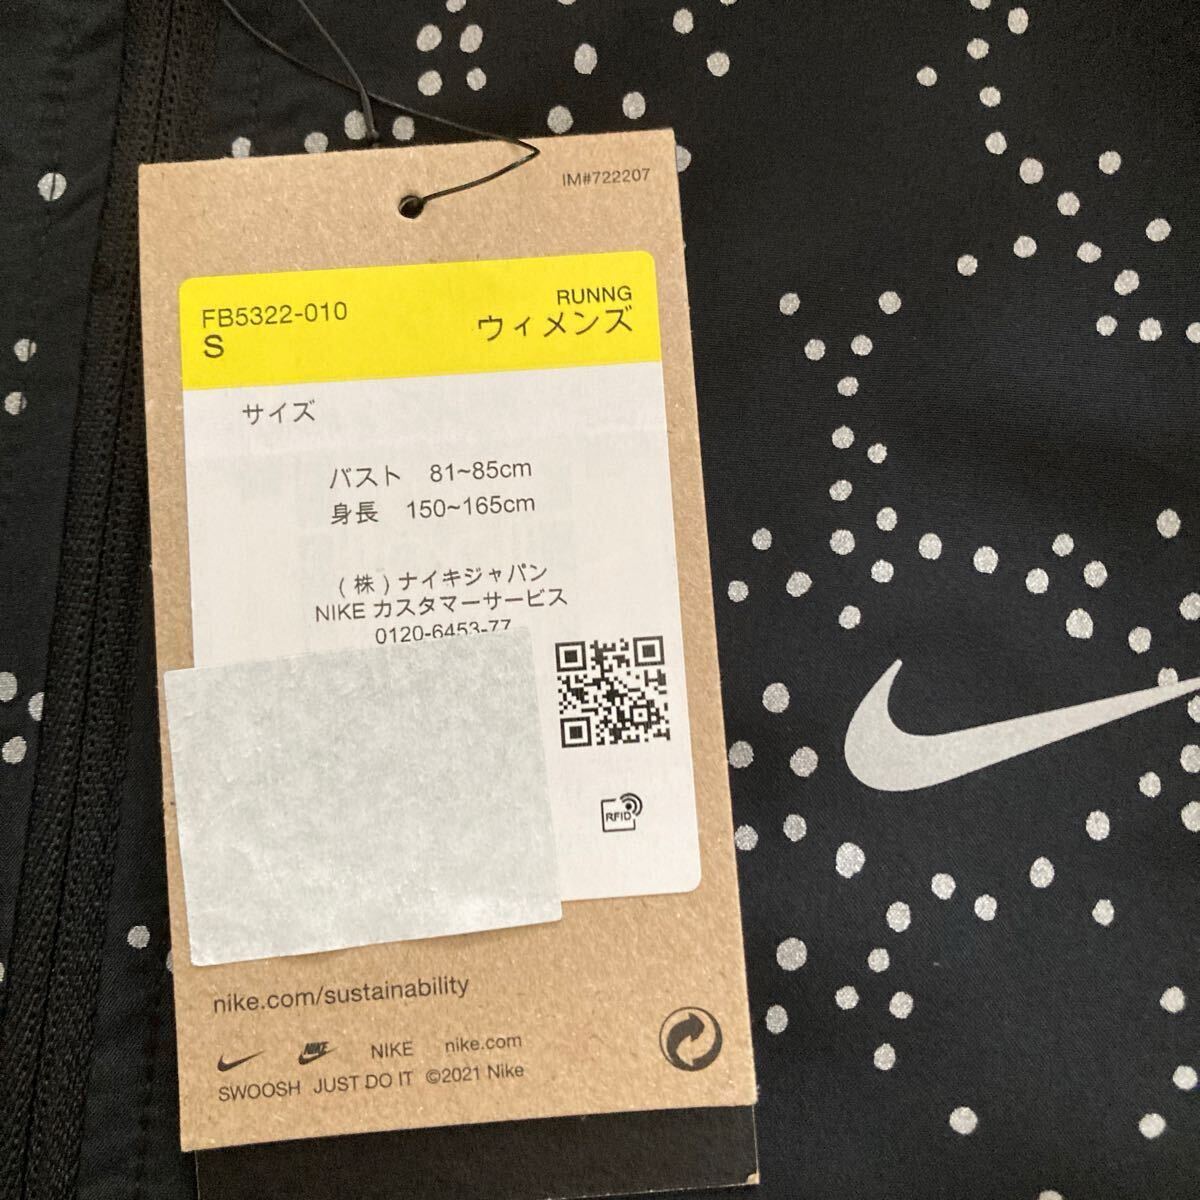 IM#722207
FB5322-010
RUNNG
S
ウィメンズ
サイズ
バスト 81~85cm
身長 150~165cm
(株)ナイキジャパン
NIKE カスタマーサービス
0120-6453-77
RFID
nike.com/sustainability
NIKE NIKE nike.com
SWOOSH JUST DO IT ©2021 Nike